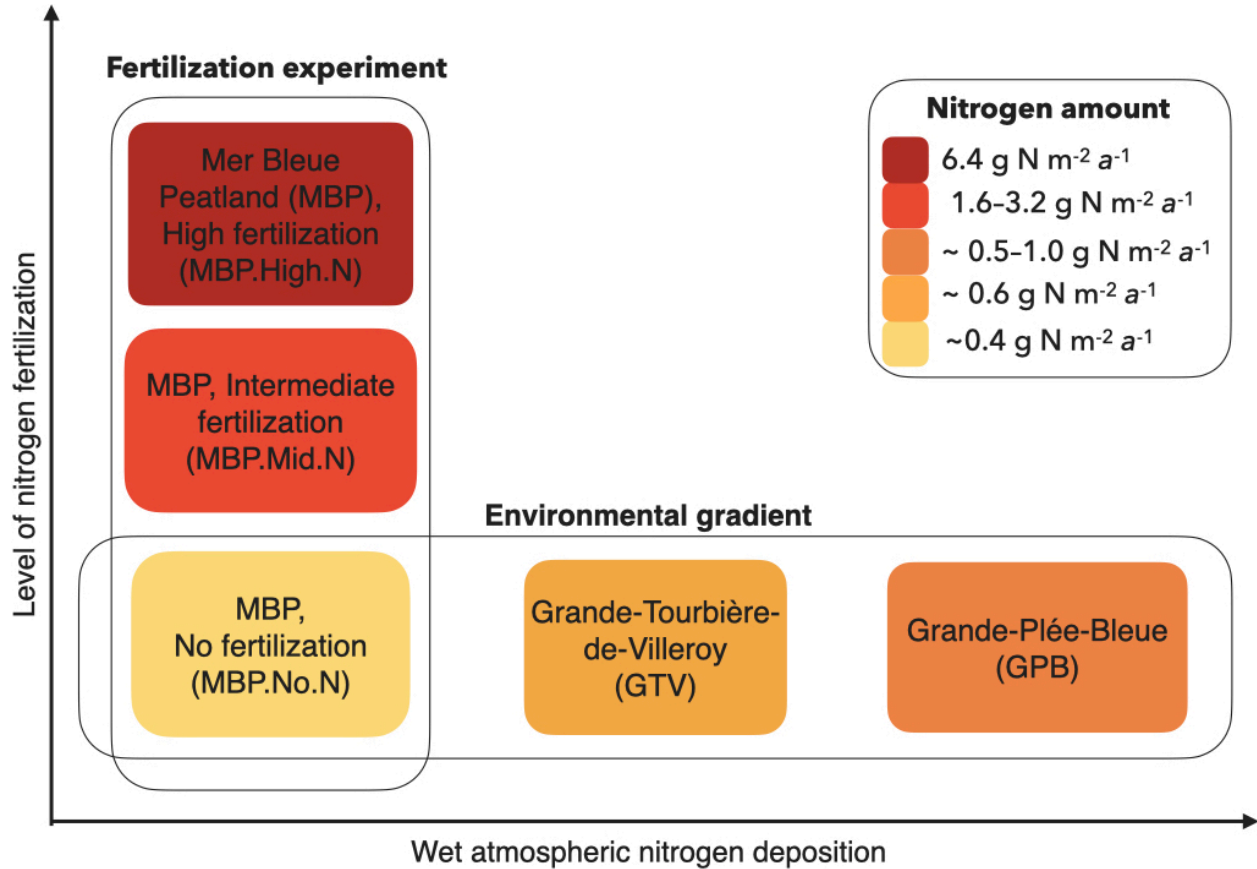 Fertilization experiment
Mer Bleue
Peatland (MBP),
High fertilization
(MBP.High.N)
MBP, Intermediate
fertilization
(MBP.Mid.N)
MBP,
No fertilization
(MBP.No.N)
Environmental gradient
Grande-Tourbière-
de-Villeroy
(GTV)
Grande-Plée-Bleue
(GPB)
Nitrogen amount
6.4 g N m⁻² a⁻¹
1.6–3.2 g N m⁻² a⁻¹
~ 0.5–1.0 g N m⁻² a⁻¹
~ 0.6 g N m⁻² a⁻¹
~0.4 g N m⁻² a⁻¹
Level of nitrogen fertilization
Wet atmospheric nitrogen deposition